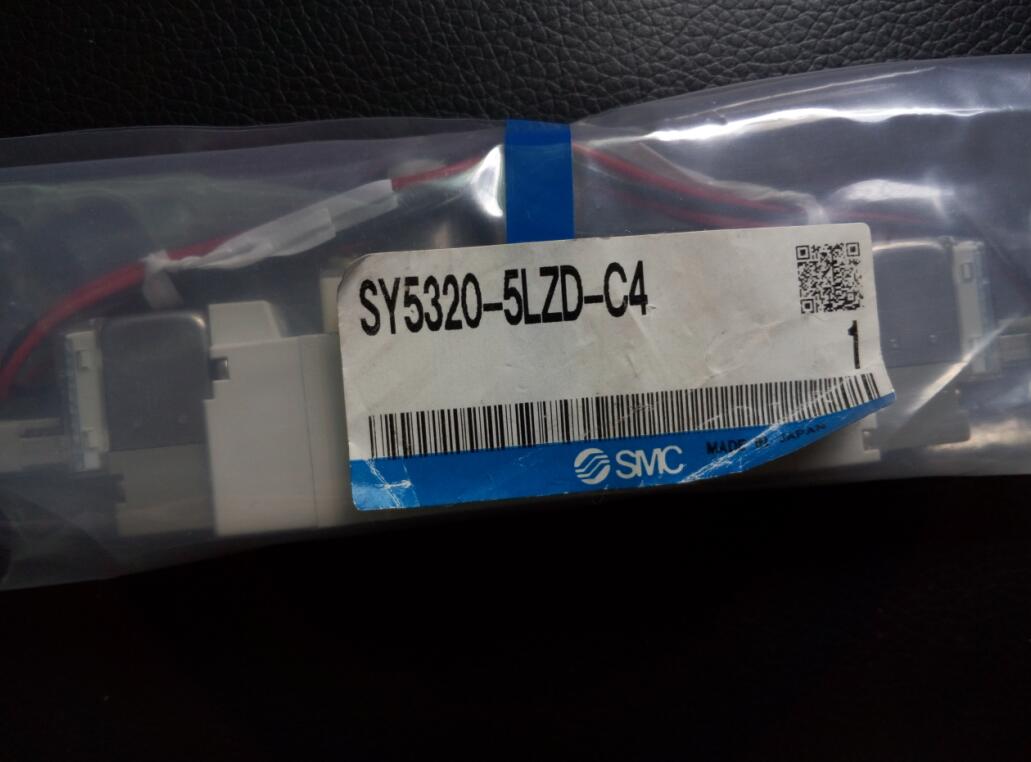 SY5320-5LZD-C4
1
SMC
MADE IN JAPAN